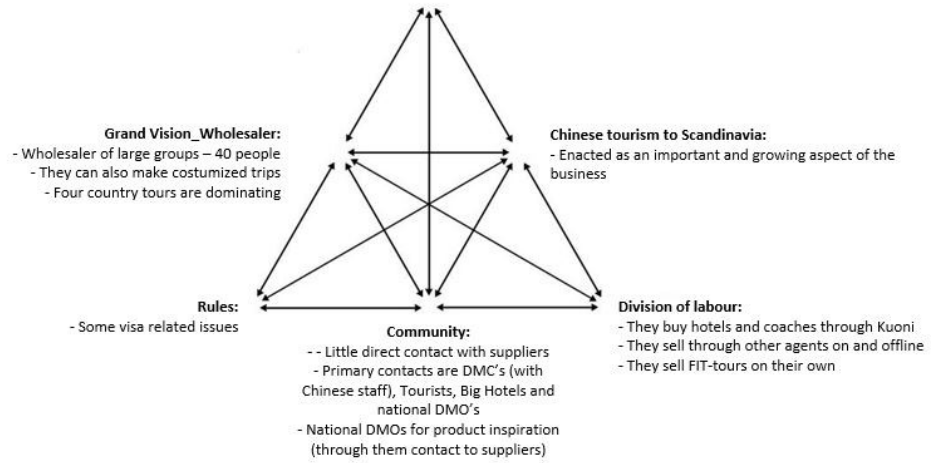 Grand Vision_Wholesaler:
- Wholesaler of large groups – 40 people
- They can also make costumized trips
- Four country tours are dominating
Chinese tourism to Scandinavia:
- Enacted as an important and growing aspect of the
business
Rules:
- Some visa related issues
Community:
- - Little direct contact with suppliers
- Primary contacts are DMC's (with
Chinese staff), Tourists, Big Hotels and
national DMO's
- National DMOs for product inspiration
(through them contact to suppliers)
Division of labour:
- They buy hotels and coaches through Kuoni
- They sell through other agents on and offline
- They sell FIT-tours on their own